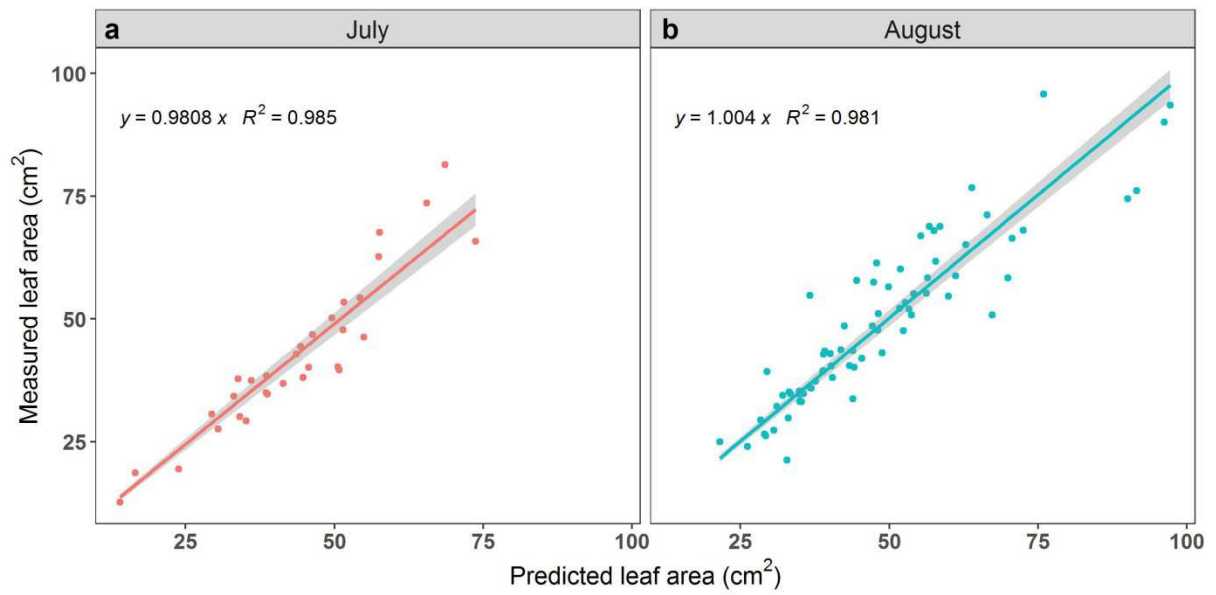 a July
b August
y = 0.9808 x R² = 0.985
y = 1.004 x R² = 0.981
Measured leaf area (cm²)
100
75
50
25
25 50 75 100
25 50 75 100
Predicted leaf area (cm²)